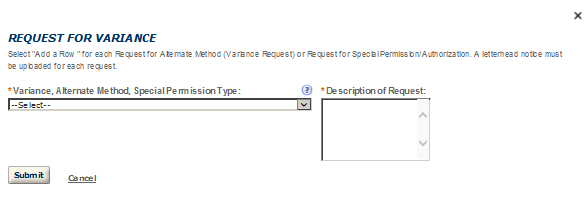 ×
REQUEST FOR VARIANCE
Select "Add a Row " for each Request for Alternate Method (Variance Request) or Request for Special Permission/Authorization. A letterhead notice must
be uploaded for each request.
*Variance, Alternate Method, Special Permission Type: ? *Description of Request:
--Select--
Submit Cancel